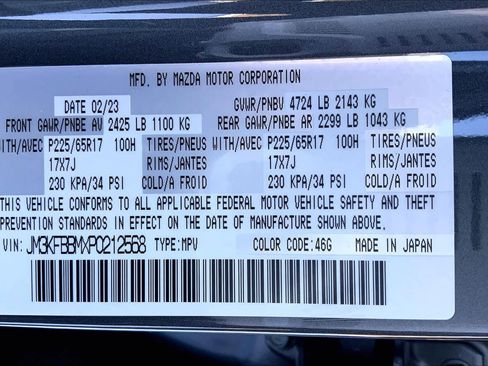 MFD. BY MAZDA MOTOR CORPORATION
DATE 02/23 GVWR/PNBV 4724 LB 2143 KG
FRONT GAWR/PNBE AV 2425 LB 1100 KG REAR GAWR/PNBE AR 2299 LB 1043 KG
WITH/AVEC P225/65R17 100H TIRES/PNEUS WITH/AVEC P225/65R17 100H TIRES/PNEUS
17X7J RIMS/JANTES 17X7J RIMS/JANTES
230 KPA/34 PSI COLD/A FROID 230 KPA/34 PSI COLD/A FROID
THIS VEHICLE CONFORMS TO ALL APPLICABLE FEDERAL MOTOR VEHICLE SAFETY AND THEFT
PREVENTION STANDARDS IN EFFECT ON THE DATE OF MANUFACTURE SHOWN ABOVE.
VIN: JM3KFBBMXP0212568 TYPE:MPV COLOR CODE:46G MADE IN JAPAN